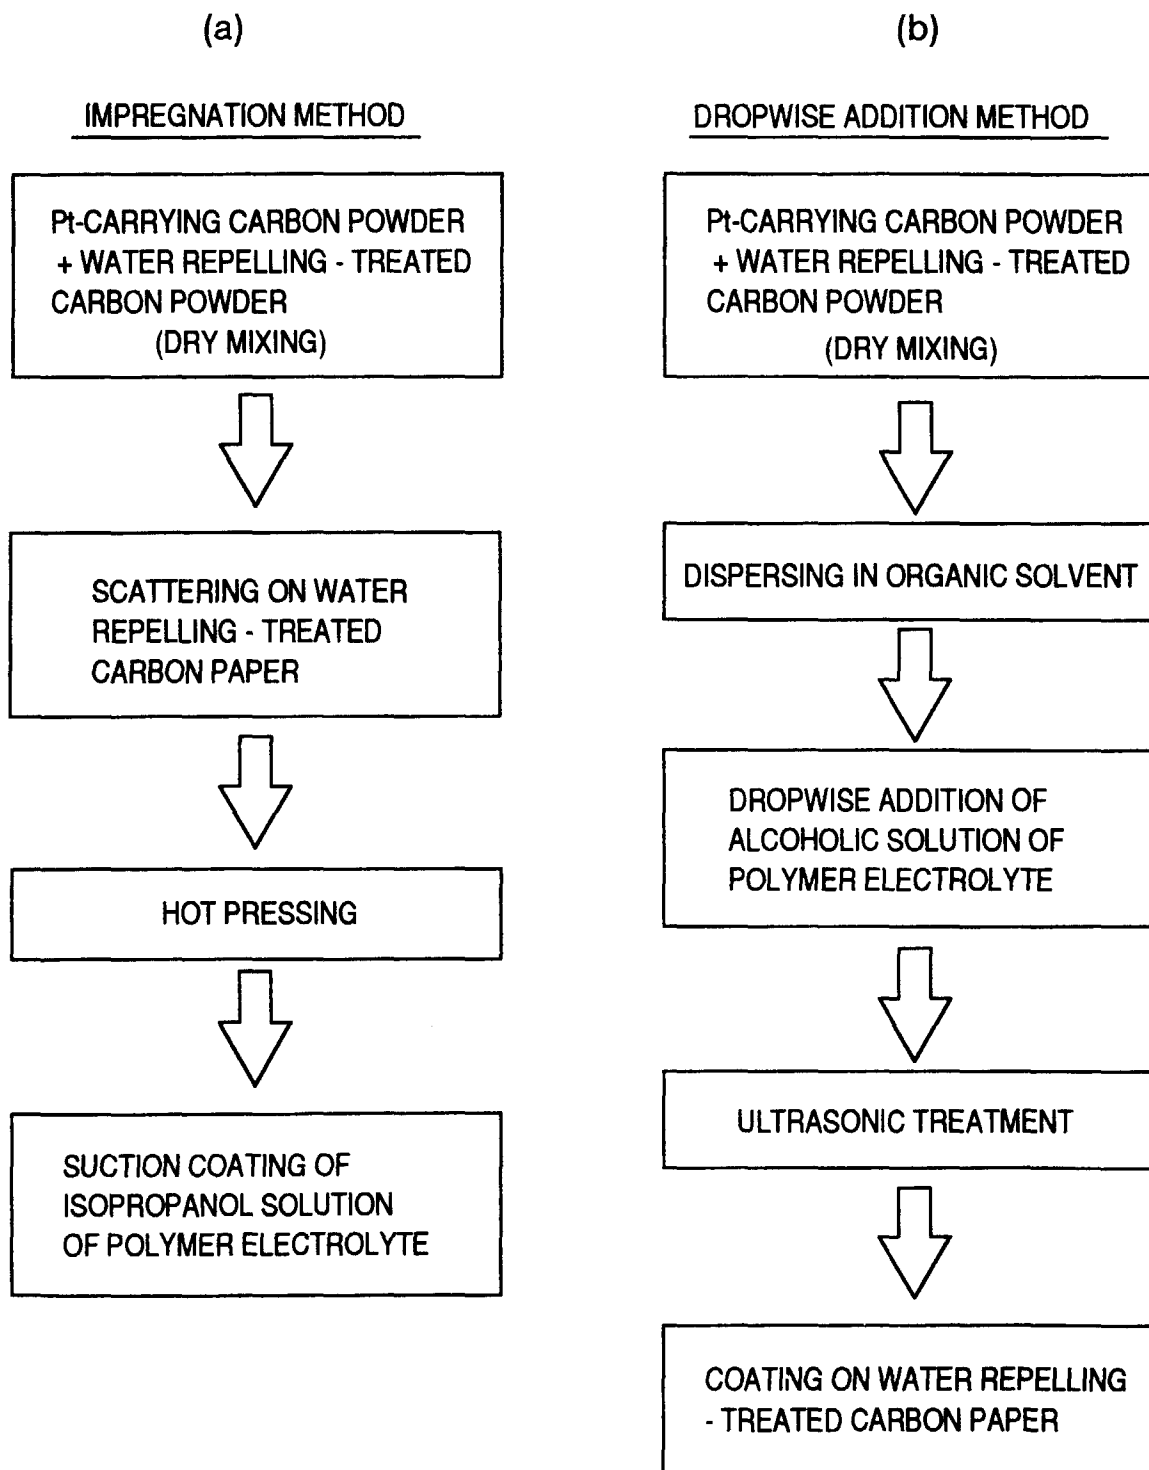 (a)
IMPREGNATION METHOD
Pt-CARRYING CARBON POWDER
+ WATER REPELLING - TREATED
CARBON POWDER
(DRY MIXING)
SCATTERING ON WATER
REPELLING - TREATED
CARBON PAPER
HOT PRESSING
SUCTION COATING OF
ISOPROPANOL SOLUTION
OF POLYMER ELECTROLYTE
(b)
DROPWISE ADDITION METHOD
Pt-CARRYING CARBON POWDER
+ WATER REPELLING - TREATED
CARBON POWDER
(DRY MIXING)
DISPERSING IN ORGANIC SOLVENT
DROPWISE ADDITION OF
ALCOHOLIC SOLUTION OF
POLYMER ELECTROLYTE
ULTRASONIC TREATMENT
COATING ON WATER REPELLING
- TREATED CARBON PAPER